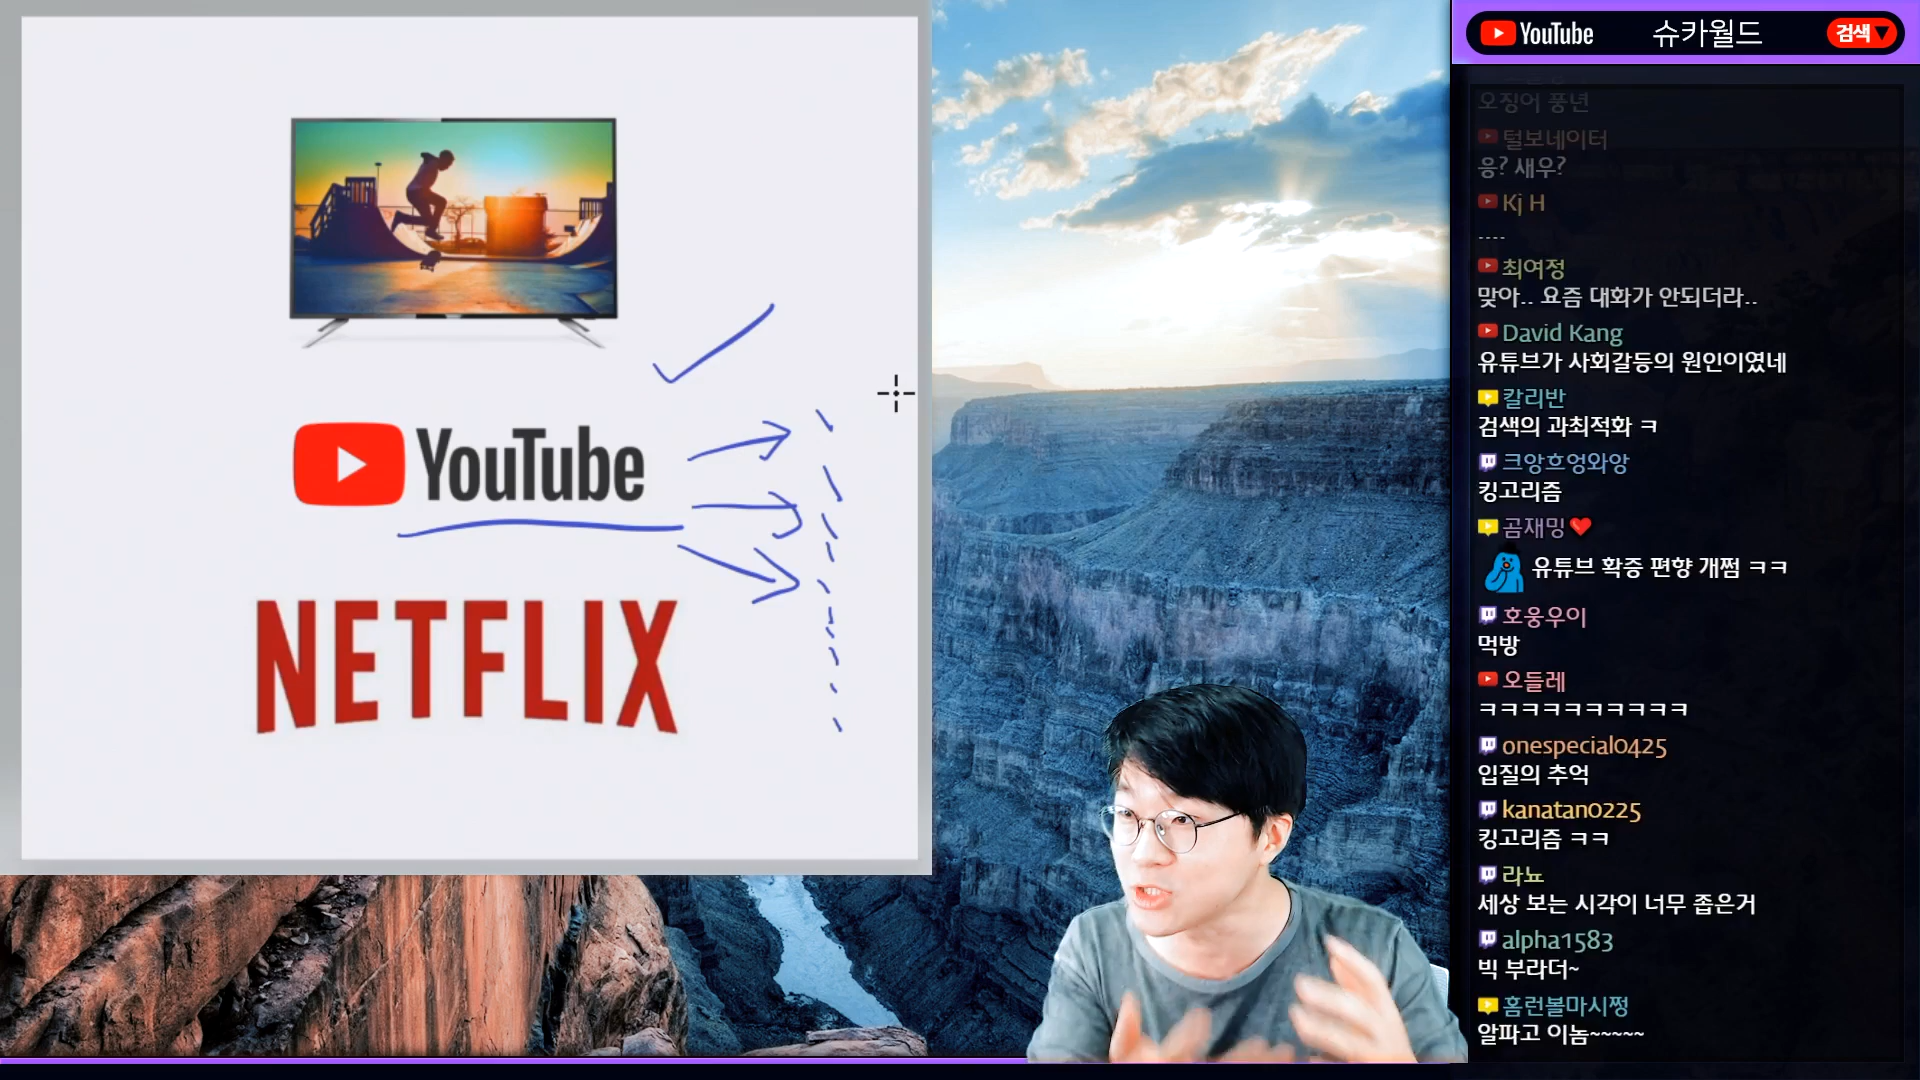 YouTube
NETFLIX
YouTube 슈카월드 검색▼
오징어 풍년
털보네이터
응? 새우?
Kj H
....
최여정
맞아.. 요즘 대화가 안되더라..
David Kang
유튜브가 사회갈등의 원인이였네
칼리반
검색의 과최적화 ㅋ
크앙흐엉와앙
킹고리즘
곰재밍❤
유튜브 확증 편향 개쩜 ㅋㅋ
호웅우이
먹방
오들레
ㅋㅋㅋㅋㅋㅋㅋㅋㅋㅋ
onespecial0425
입질의 추억
kanatan0225
킹고리즘 ㅋㅋ
라뇨
세상 보는 시각이 너무 좁은거
alpha1583
빅 부라더~
홈런볼마시쩡
알파고 이놈~~~~~